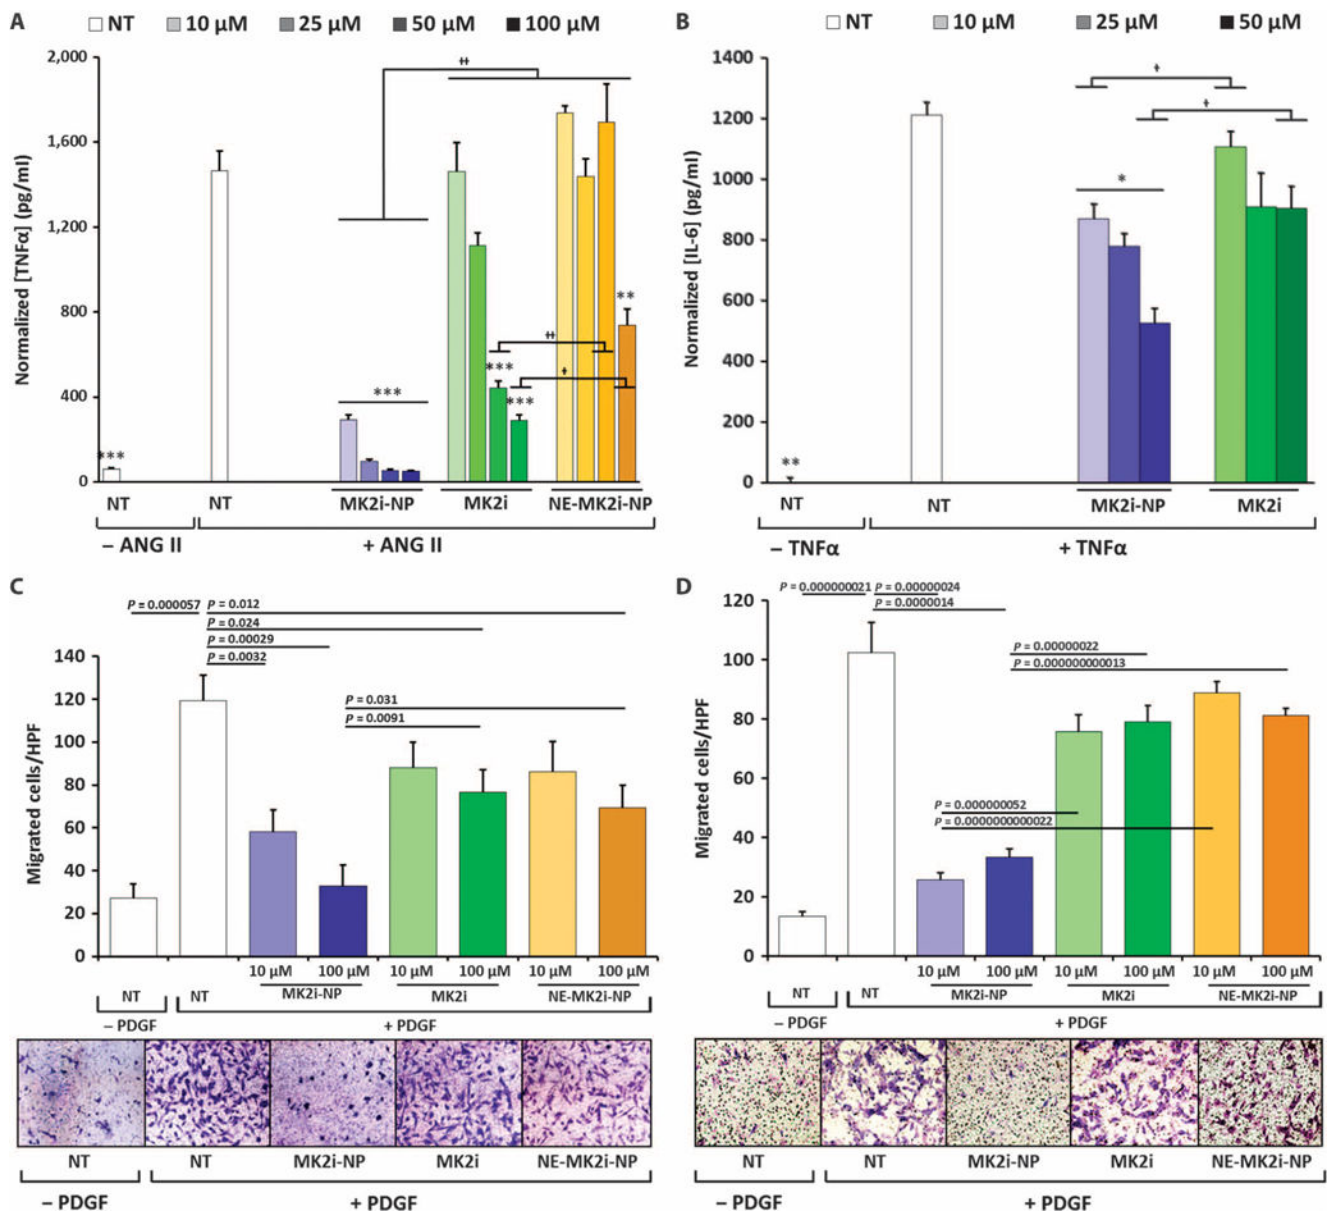 A
NT 10 µM 25 µM 50 µM 100 µM
Normalized [TNFα] (pg/ml)
2,000
1,600
1,200
800
400
0
***
***
***
***
**
‡‡
‡‡
‡
NT NT MK2i-NP MK2i NE-MK2i-NP
– ANG II + ANG II
B
NT 10 µM 25 µM 50 µM
Normalized [IL-6] (pg/ml)
1400
1200
1000
800
600
400
200
0
**
*
‡
‡
NT NT MK2i-NP MK2i
– TNFα + TNFα
C
P = 0.000057
P = 0.012
P = 0.024
P = 0.00029
P = 0.0032
P = 0.031
P = 0.0091
Migrated cells/HPF
140
120
100
80
60
40
20
0
10 µM 100 µM 10 µM 100 µM 10 µM 100 µM
NT NT MK2i-NP MK2i NE-MK2i-NP
– PDGF + PDGF
NT NT MK2i-NP MK2i NE-MK2i-NP
– PDGF + PDGF
D
P = 0.000000021
P = 0.00000024
P = 0.0000014
P = 0.00000022
P = 0.000000000013
P = 0.000000052
P = 0.0000000000022
Migrated cells/HPF
120
100
80
60
40
20
0
10 µM 100 µM 10 µM 100 µM 10 µM 100 µM
NT NT MK2i-NP MK2i NE-MK2i-NP
– PDGF + PDGF
NT NT MK2i-NP MK2i NE-MK2i-NP
– PDGF + PDGF